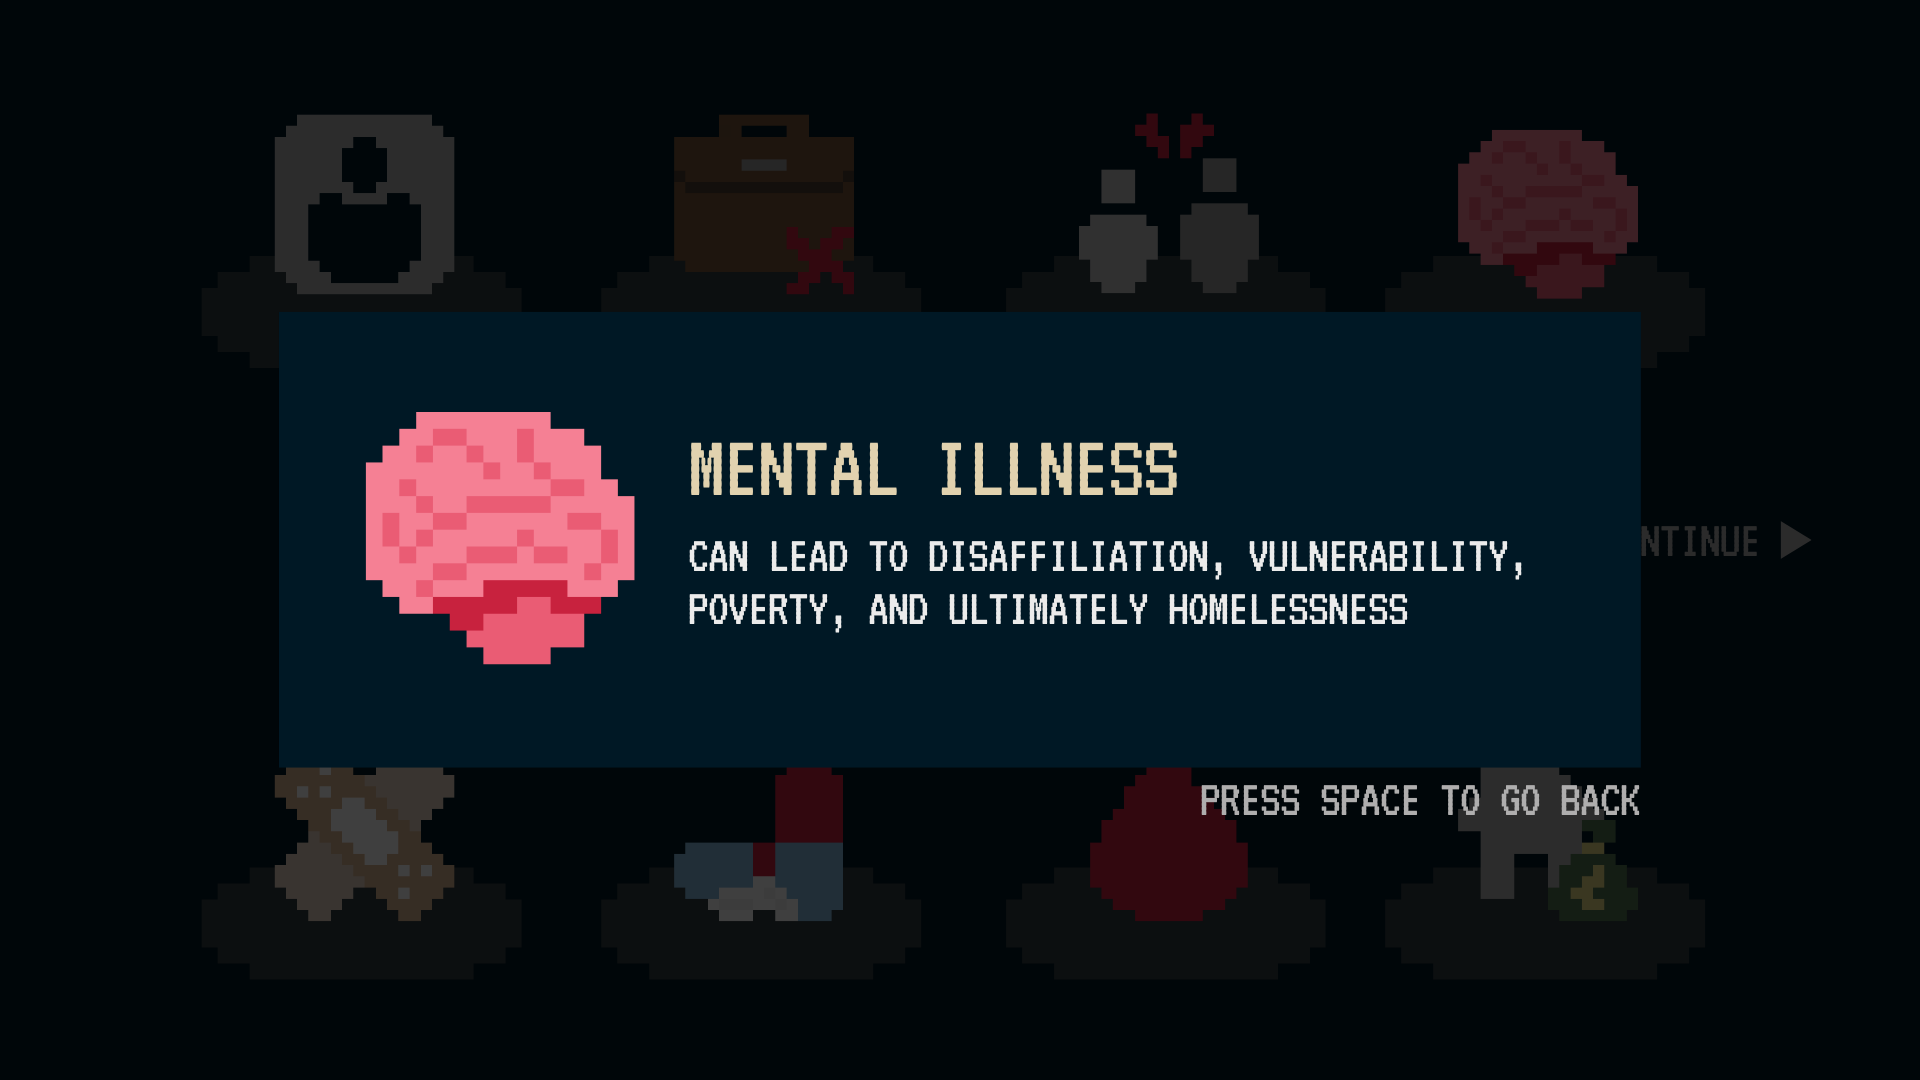 MENTAL ILLNESS
CAN LEAD TO DISAFFILIATION, VULNERABILITY,
POVERTY, AND ULTIMATELY HOMELESSNESS
NTINUE
PRESS SPACE TO GO BACK